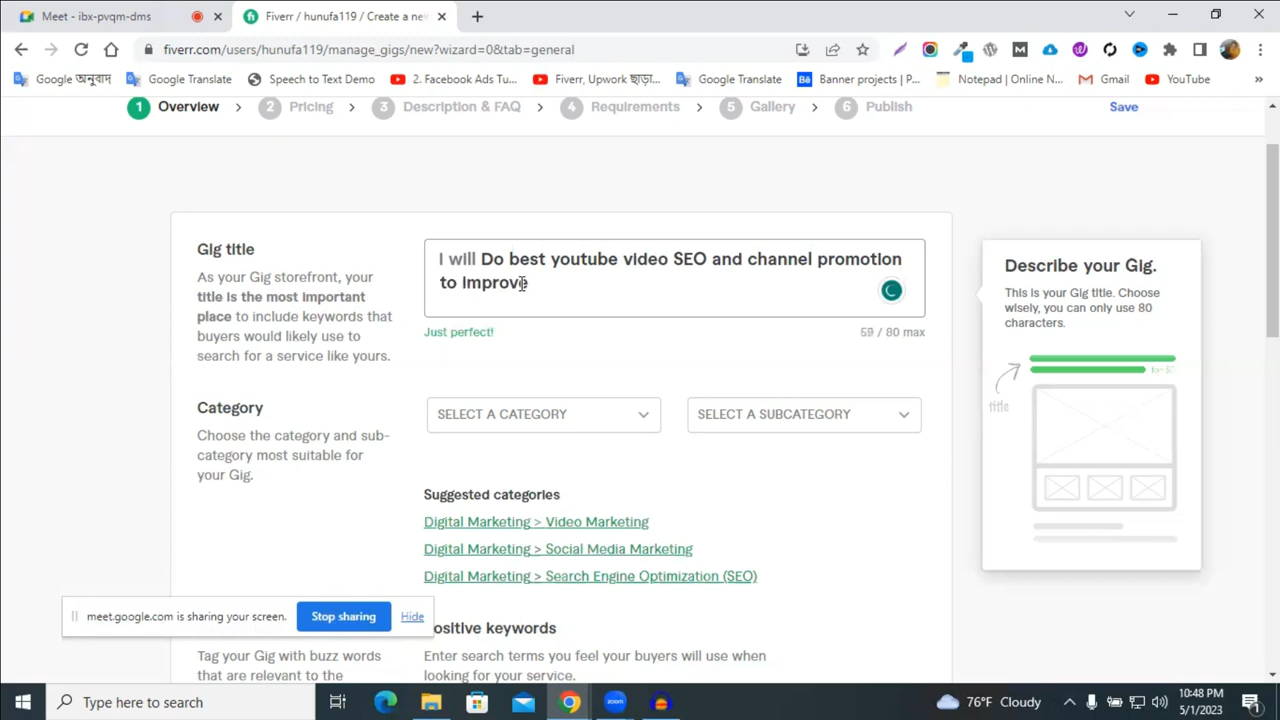 Meet - ibx-pvqm-dms
Fiverr / hunufa119 / Create a new
fiverr.com/users/hunufa119/manage_gigs/new?wizard=0&tab=general
Google অনুবাদ
Google Translate
Speech to Text Demo
2. Facebook Ads Tu...
Fiverr, Upwork ছাড়া...
Google Translate
Banner projects | P...
Notepad | Online N...
Gmail
YouTube
1 Overview
2 Pricing
3 Description & FAQ
4 Requirements
5 Gallery
6 Publish
Save
Gig title
As your Gig storefront, your
title is the most important
place to include keywords that
buyers would likely use to
search for a service like yours.
I will Do best youtube video SEO and channel promotion
to improve
Just perfect!
59 / 80 max
Describe your Gig.
This is your Gig title. Choose
wisely, you can only use 80
characters.
title
Category
Choose the category and sub-
category most suitable for
your Gig.
SELECT A CATEGORY
SELECT A SUBCATEGORY
Suggested categories
Digital Marketing > Video Marketing
Digital Marketing > Social Media Marketing
Digital Marketing > Search Engine Optimization (SEO)
meet.google.com is sharing your screen.
Stop sharing
Hide
ositive keywords
Tag your Gig with buzz words
that are relevant to the
Enter search terms you feel your buyers will use when
looking for your service.
Type here to search
zoom
76°F Cloudy
10:48 PM
5/1/2023